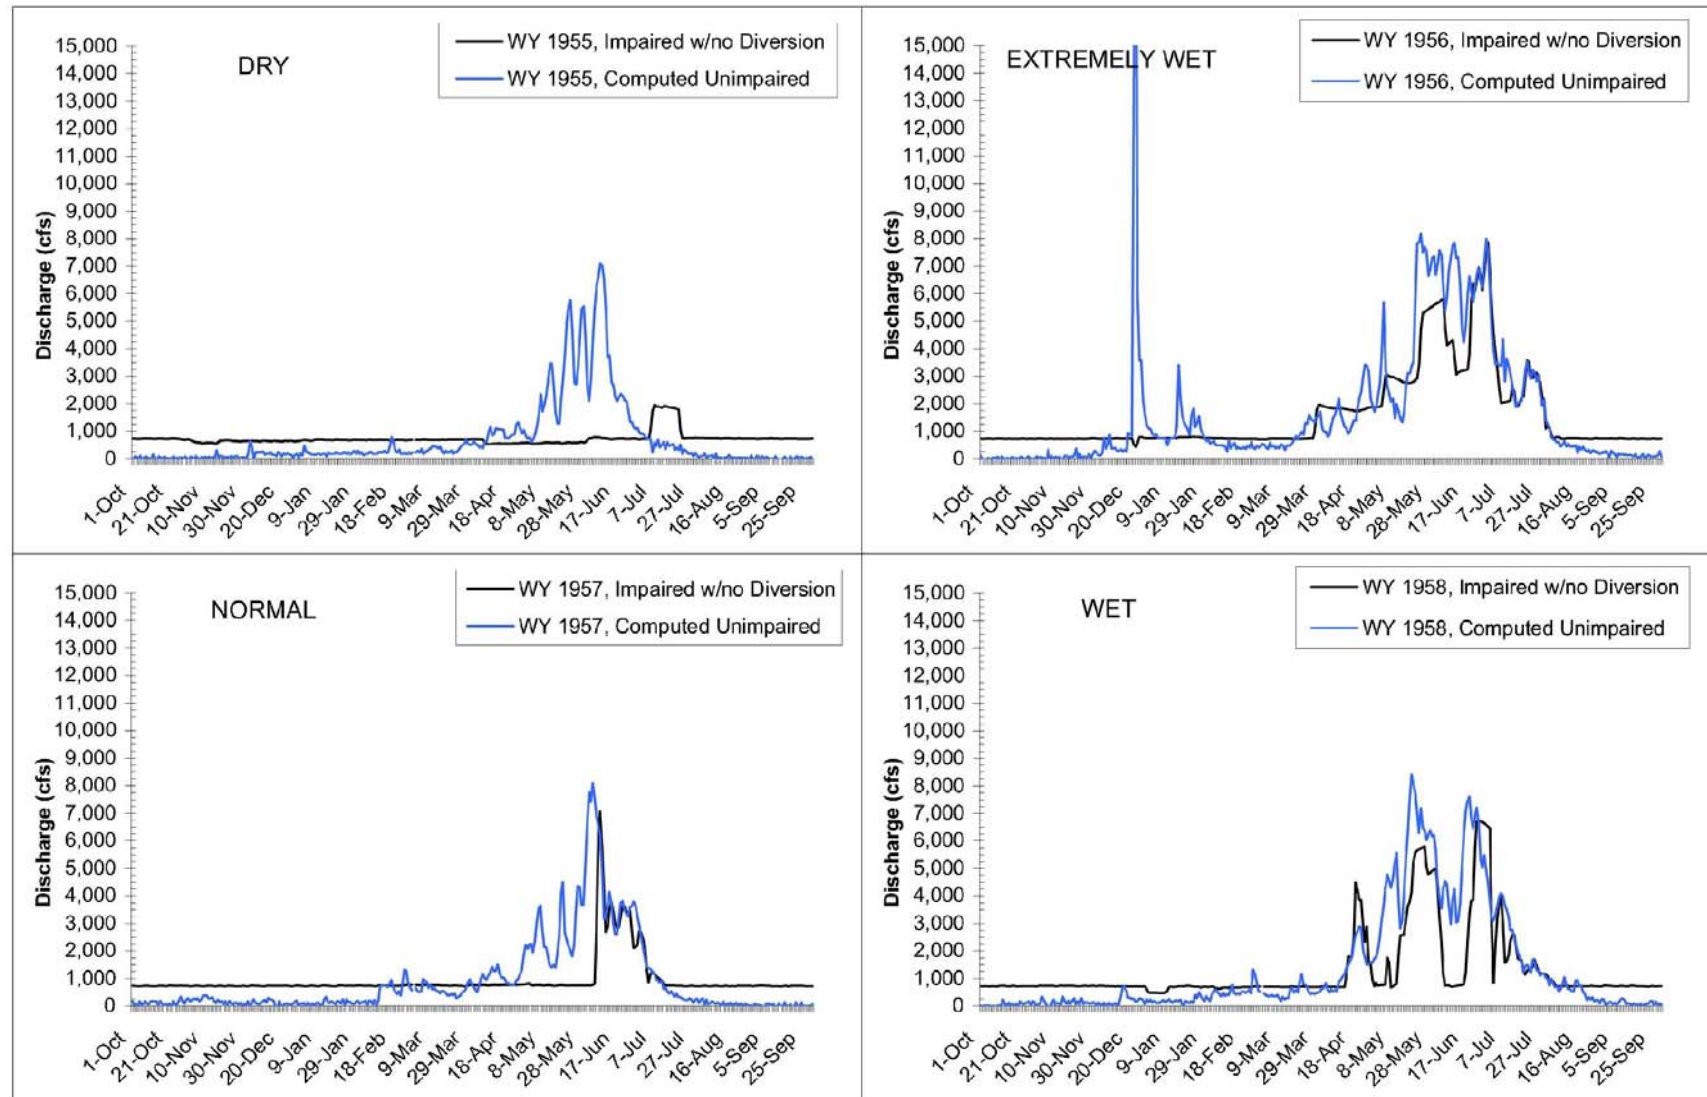 DRY
WY 1955, Impaired w/no Diversion
WY 1955, Computed Unimpaired
Discharge (cfs)
15,000
14,000
13,000
12,000
11,000
10,000
9,000
8,000
7,000
6,000
5,000
4,000
3,000
2,000
1,000
0
1-Oct
21-Oct
10-Nov
30-Nov
20-Dec
9-Jan
29-Jan
18-Feb
9-Mar
29-Mar
18-Apr
8-May
28-May
17-Jun
7-Jul
27-Jul
16-Aug
5-Sep
25-Sep
EXTREMELY WET
WY 1956, Impaired w/no Diversion
WY 1956, Computed Unimpaired
Discharge (cfs)
15,000
14,000
13,000
12,000
11,000
10,000
9,000
8,000
7,000
6,000
5,000
4,000
3,000
2,000
1,000
0
1-Oct
21-Oct
10-Nov
30-Nov
20-Dec
9-Jan
29-Jan
18-Feb
9-Mar
29-Mar
18-Apr
8-May
28-May
17-Jun
7-Jul
27-Jul
16-Aug
5-Sep
25-Sep
NORMAL
WY 1957, Impaired w/no Diversion
WY 1957, Computed Unimpaired
Discharge (cfs)
15,000
14,000
13,000
12,000
11,000
10,000
9,000
8,000
7,000
6,000
5,000
4,000
3,000
2,000
1,000
0
1-Oct
21-Oct
10-Nov
30-Nov
20-Dec
9-Jan
29-Jan
18-Feb
9-Mar
29-Mar
18-Apr
8-May
28-May
17-Jun
7-Jul
27-Jul
16-Aug
5-Sep
25-Sep
WET
WY 1958, Impaired w/no Diversion
WY 1958, Computed Unimpaired
Discharge (cfs)
15,000
14,000
13,000
12,000
11,000
10,000
9,000
8,000
7,000
6,000
5,000
4,000
3,000
2,000
1,000
0
1-Oct
21-Oct
10-Nov
30-Nov
20-Dec
9-Jan
29-Jan
18-Feb
9-Mar
29-Mar
18-Apr
8-May
28-May
17-Jun
7-Jul
27-Jul
16-Aug
5-Sep
25-Sep